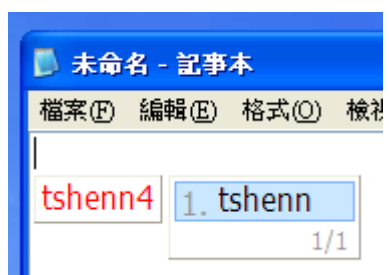 未命名 - 記事本
檔案(F) 編輯(E) 格式(O) 檢視
tshenn4 1. tshenn
1/1